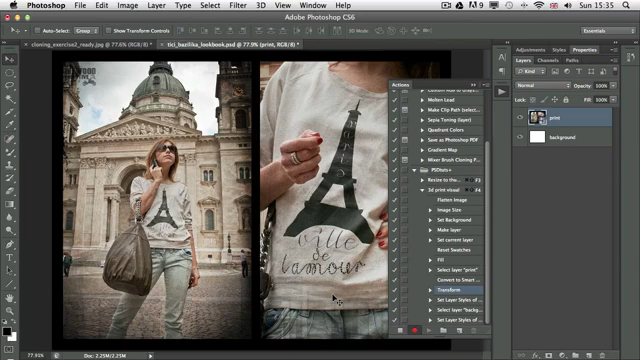 Photoshop File Edit Image Layer Type Select Filter View Window Help Sun 15:35
Adobe Photoshop CS6
Auto-Select: Group Show Transform Controls Essentials
cloning_exercise2_ready.jpg @ 77.6% (RGB/8) *
tici_bazilika_lookbook.psd @ 77.9% (print, RGB/8) *
Adjustments Styles Properties
Layers Channels Paths
Kind
Normal Opacity: 100%
Lock: Fill: 100%
print
background
Actions
Molten Lead
Make Clip Path (selec...
Sepia Toning (layer)
Quadrant Colors
Save as Photoshop PDF
Gradient Map
Mixer Brush Cloning P...
PSDtuts+
Resize to the... F3
3d print visual F4
Flatten Image
Image Size
Set Background
Make layer
Set current layer
Fill
Reset Swatches
Select layer "print"
Convert to Smart ...
Transform
Set Layer Styles of ...
Select layer "backg...
Set Layer Styles of ...
paris
ville
de
l'amour
77.91% Doc: 2.25M/2.25M